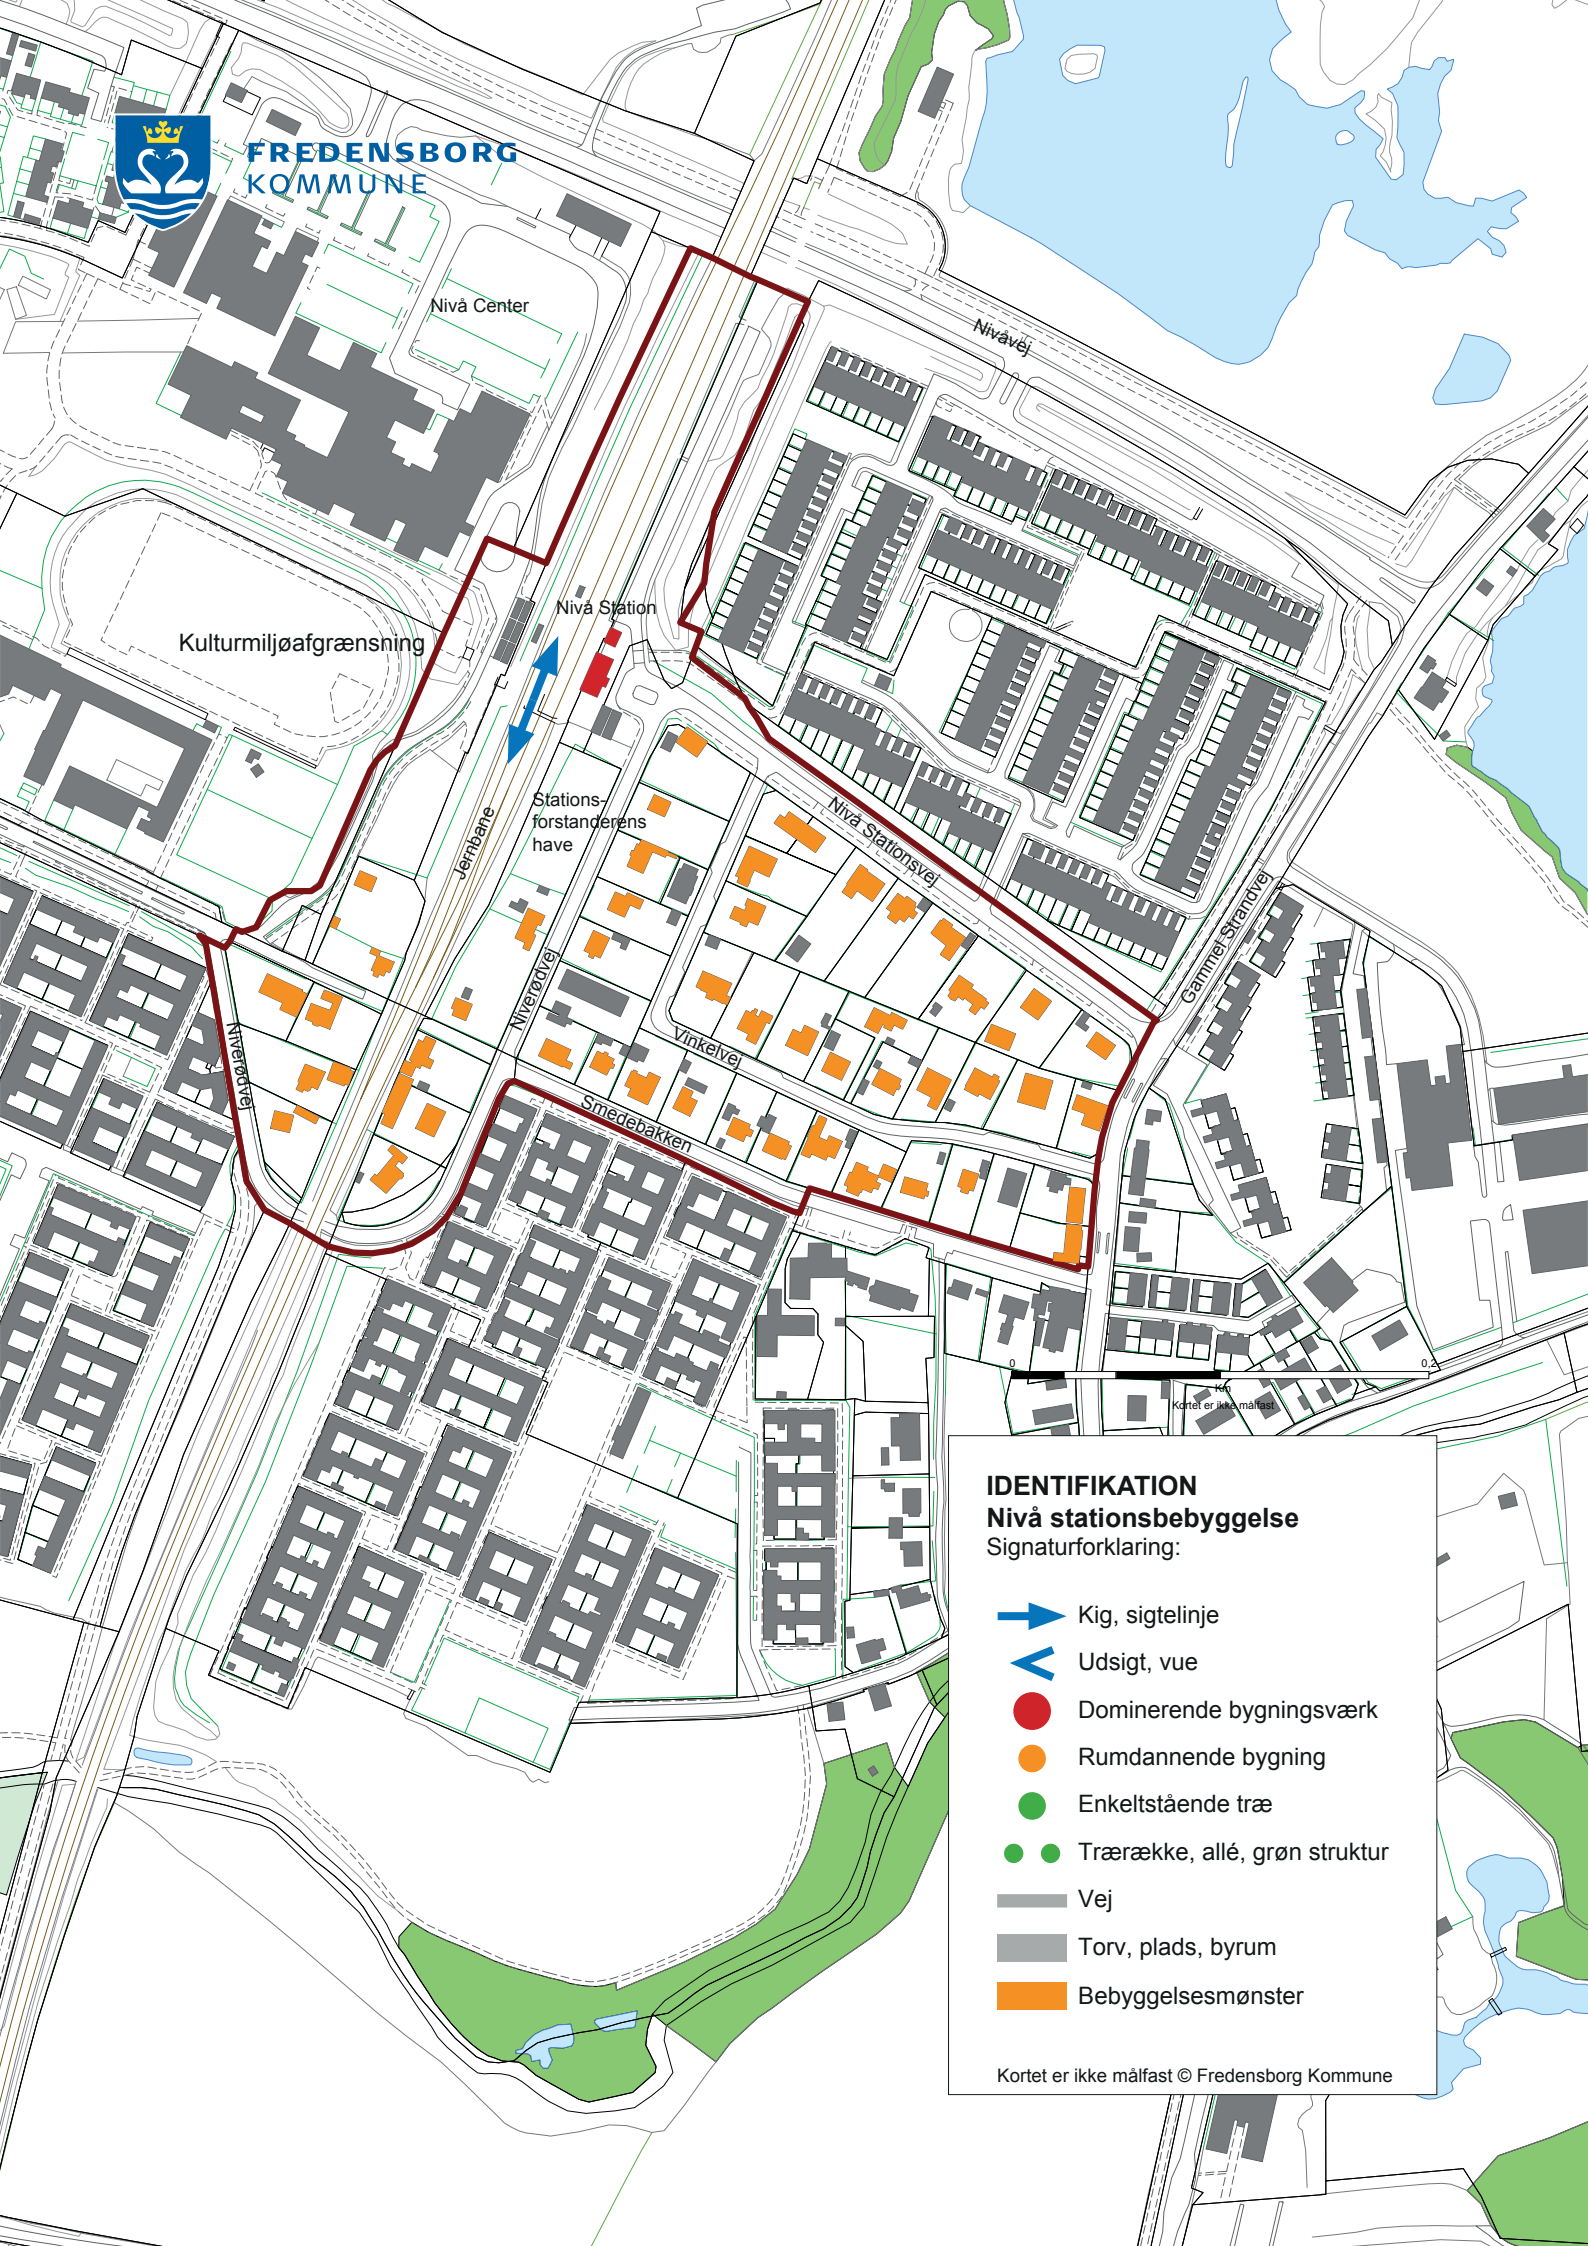 FREDENSBORG
KOMMUNE
Nivå Center
Nivåvej
Nivå Station
Kulturmiljøafgrænsning
Stations-
forstanderens
have
Jernbane
Nivå Stationsvej
Gammel Strandvej
Niverødvej
Vinkelvej
Niverødvej
Smedebakken
0
0,2
Km
Kortet er ikke målfast
IDENTIFIKATION
Nivå stationsbebyggelse
Signaturforklaring:
Kig, sigtelinje
Udsigt, vue
Dominerende bygningsværk
Rumdannende bygning
Enkeltstående træ
Trærække, allé, grøn struktur
Vej
Torv, plads, byrum
Bebyggelsesmønster
Kortet er ikke målfast © Fredensborg Kommune